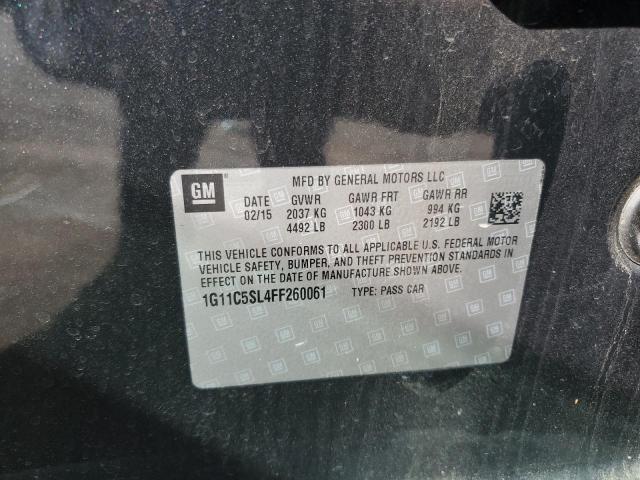 GM
MFD BY GENERAL MOTORS LLC
DATE GVWR GAWR FRT GAWR RR
02/15 2037 KG 1043 KG 994 KG
4492 LB 2300 LB 2192 LB
THIS VEHICLE CONFORMS TO ALL APPLICABLE U.S. FEDERAL MOTOR
VEHICLE SAFETY, BUMPER, AND THEFT PREVENTION STANDARDS IN
EFFECT ON THE DATE OF MANUFACTURE SHOWN ABOVE.
1G11C5SL4FF260061 TYPE: PASS CAR